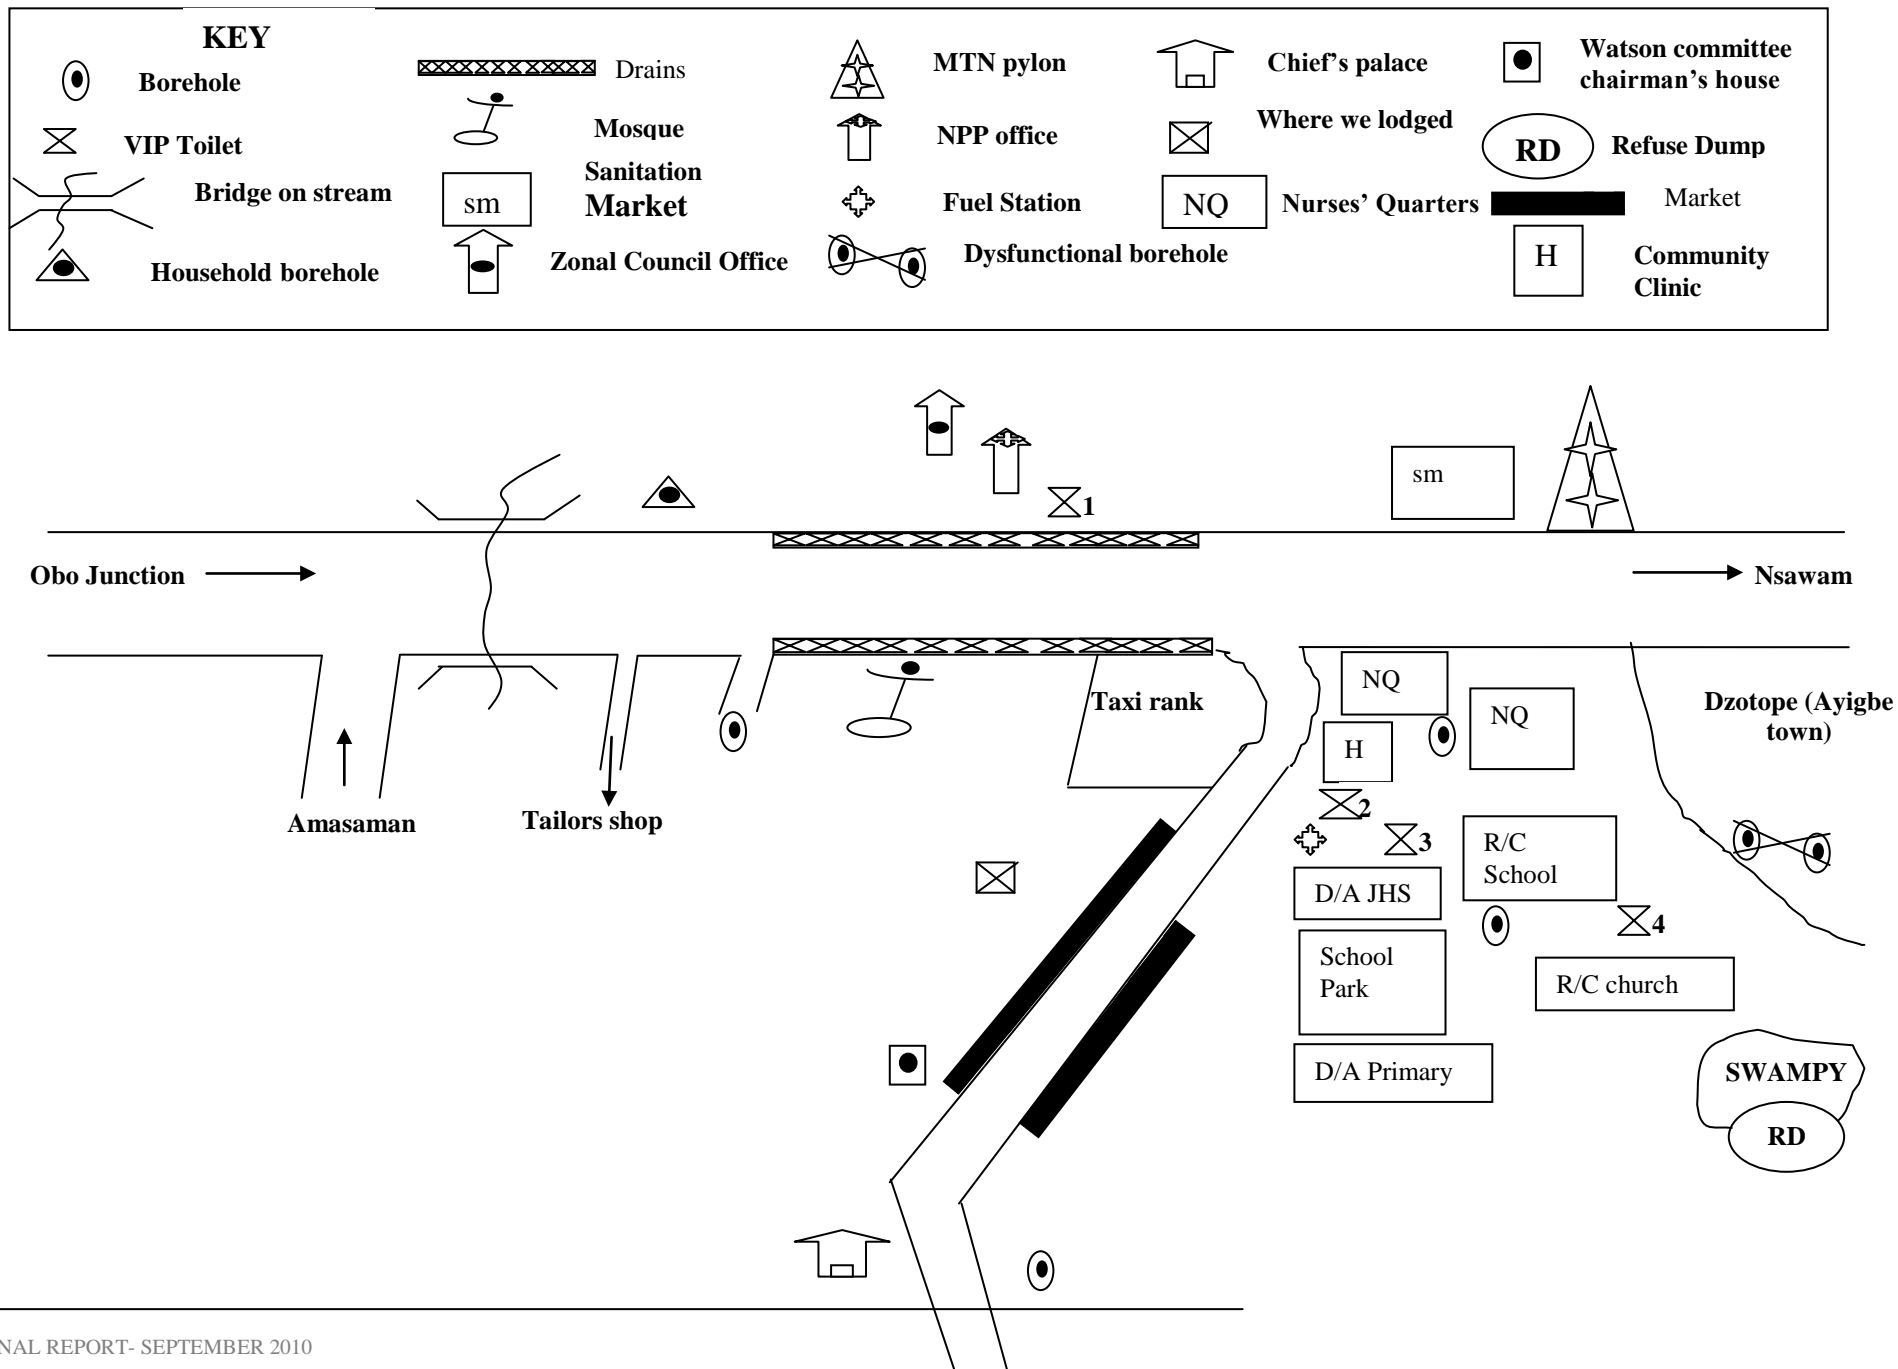 KEY
Borehole
Drains
MTN pylon
Chief's palace
Watson committee
chairman's house
VIP Toilet
Mosque
NPP office
Where we lodged
RD
Refuse Dump
Bridge on stream
sm
Sanitation
Market
Fuel Station
NQ
Nurses' Quarters
Market
Household borehole
Zonal Council Office
Dysfunctional borehole
H
Community
Clinic
1
sm
Obo Junction
Nsawam
Taxi rank
NQ
NQ
Dzotope (Ayigbe
town)
H
Amasaman
Tailors shop
2
3
R/C
School
D/A JHS
4
School
Park
R/C church
D/A Primary
SWAMPY
RD
NAL REPORT- SEPTEMBER 2010